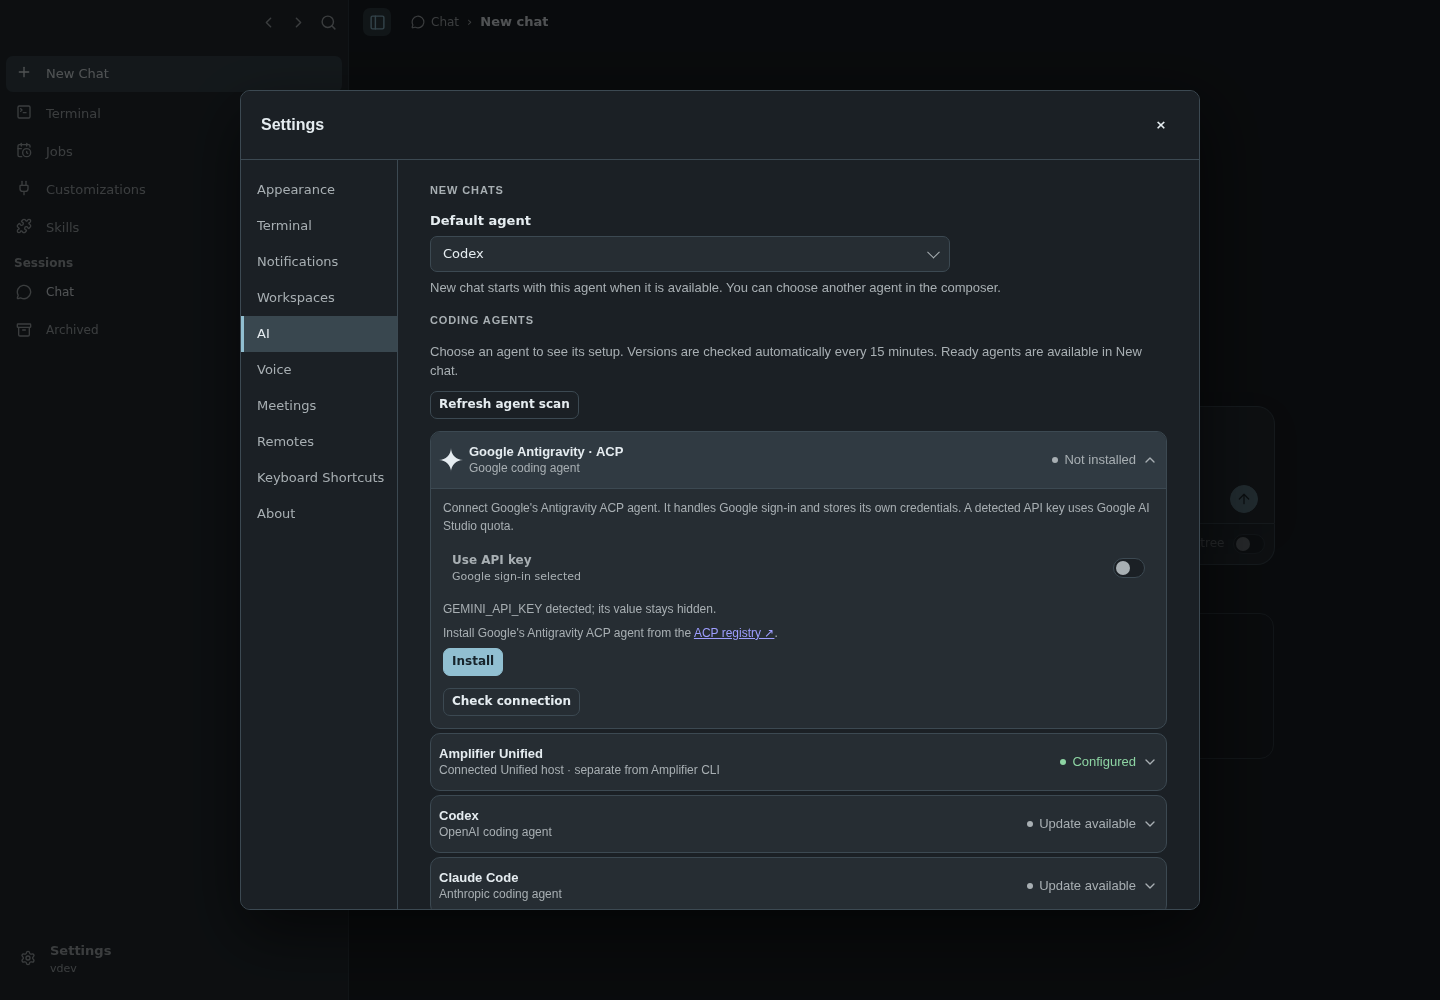 Chat › New chat
New Chat
Terminal
Jobs
Customizations
Skills
Sessions
Chat
Archived
Settings
vdev
Settings
×
Appearance
Terminal
Notifications
Workspaces
AI
Voice
Meetings
Remotes
Keyboard Shortcuts
About
NEW CHATS
Default agent
Codex
New chat starts with this agent when it is available. You can choose another agent in the composer.
CODING AGENTS
Choose an agent to see its setup. Versions are checked automatically every 15 minutes. Ready agents are available in New
chat.
Refresh agent scan
Google Antigravity · ACP
Google coding agent
Not installed
Connect Google's Antigravity ACP agent. It handles Google sign-in and stores its own credentials. A detected API key uses Google AI
Studio quota.
Use API key
Google sign-in selected
GEMINI_API_KEY detected; its value stays hidden.
Install Google's Antigravity ACP agent from the ACP registry ↗.
Install
Check connection
Amplifier Unified
Connected Unified host · separate from Amplifier CLI
Configured
Codex
OpenAI coding agent
Update available
Claude Code
Anthropic coding agent
Update available
tree